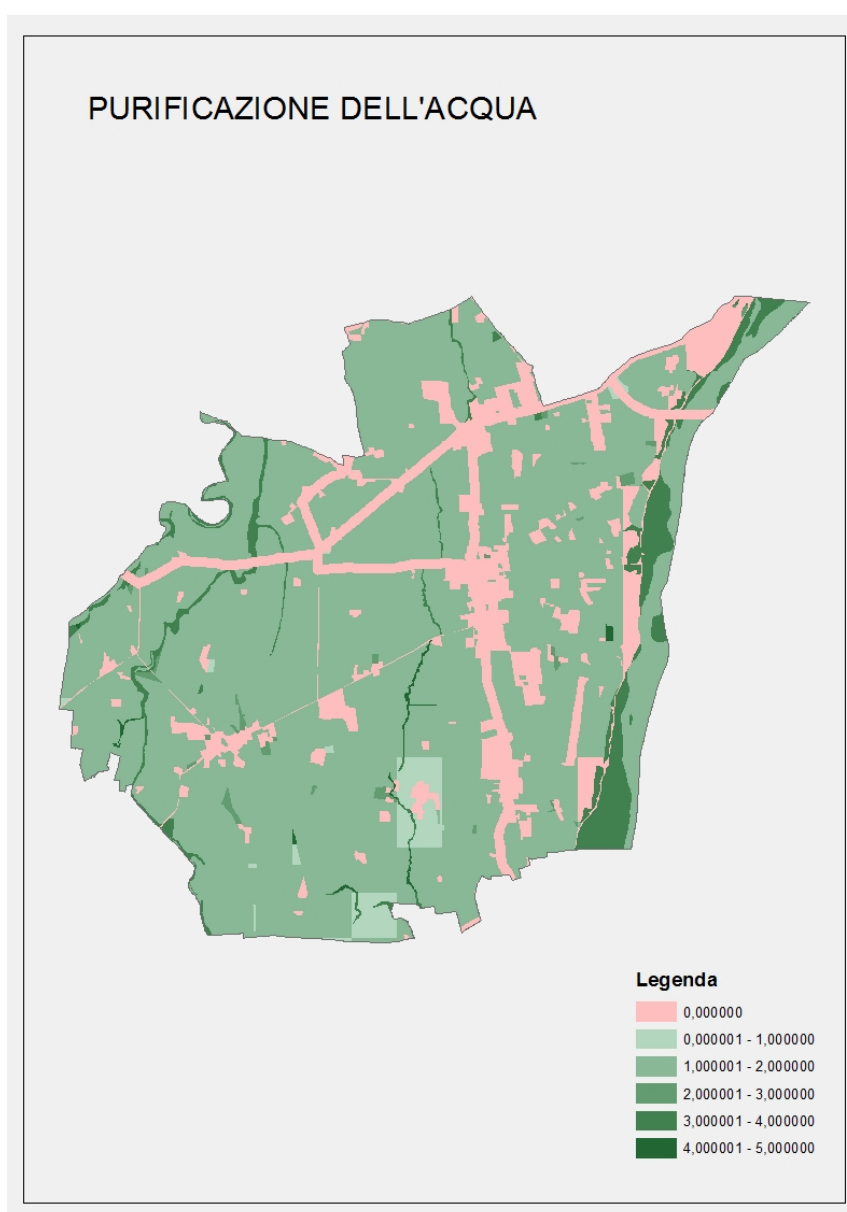 PURIFICAZIONE DELL'ACQUA
Legenda
0,000000
0,000001 - 1,000000
1,000001 - 2,000000
2,000001 - 3,000000
3,000001 - 4,000000
4,000001 - 5,000000